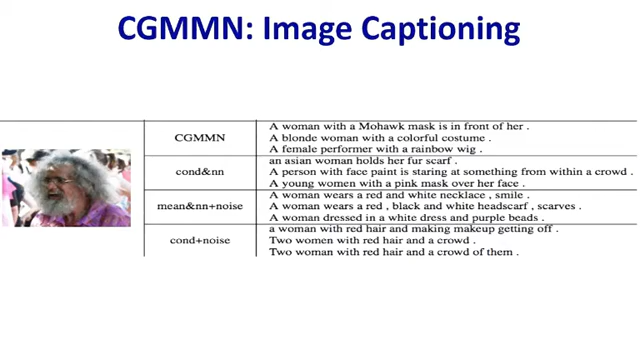 CGMMN: Image Captioning
CGMMN
A woman with a Mohawk mask is in front of her .
A blonde woman with a colorful costume .
A female performer with a rainbow wig .
cond&nn
an asian woman holds her fur scarf .
A person with face paint is staring at something from within a crowd .
A young women with a pink mask over her face .
mean&nn+noise
A woman wears a red and white necklace , smile .
A woman wears a red , black and white headscarf , scarves .
A woman dressed in a white dress and purple beads .
cond+noise
a woman with red hair and making makeup getting off .
Two women with red hair and a crowd .
Two woman with red hair and a crowd of them .